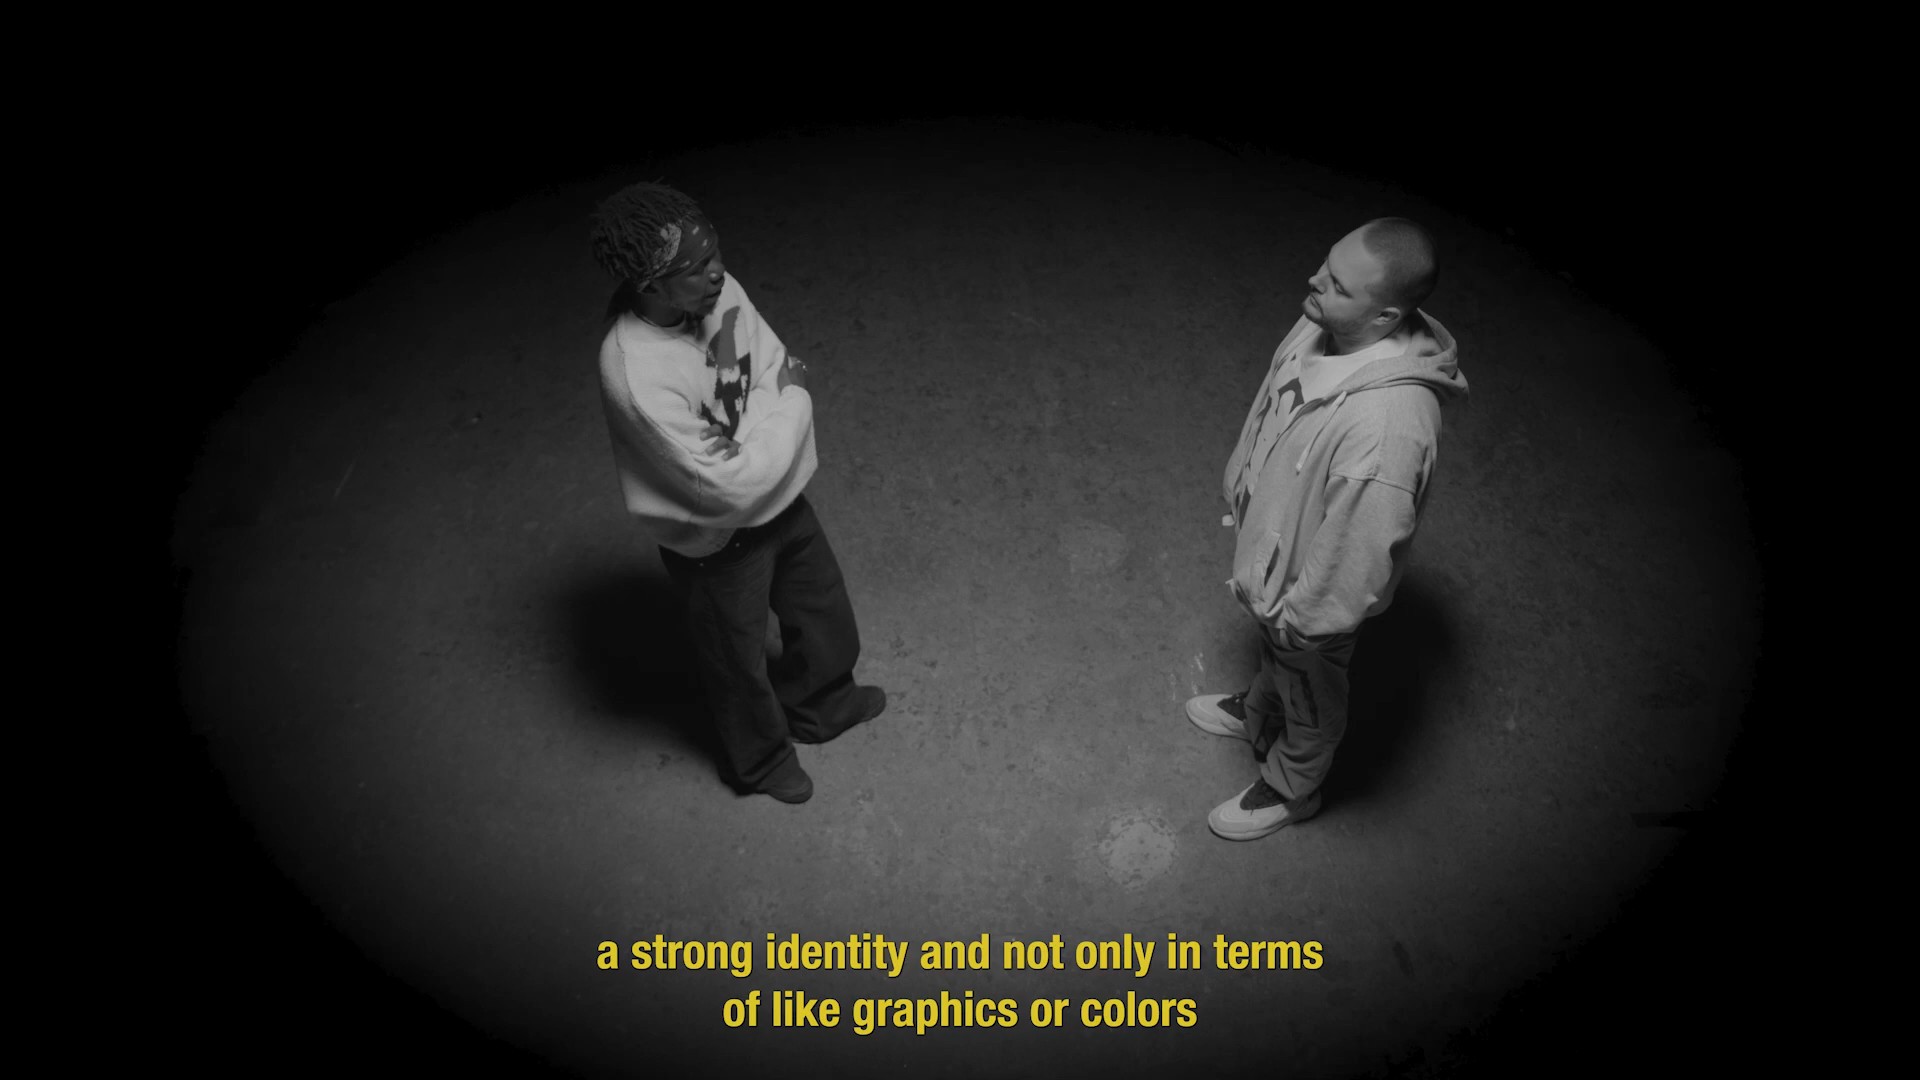 a strong identity and not only in terms
of like graphics or colors